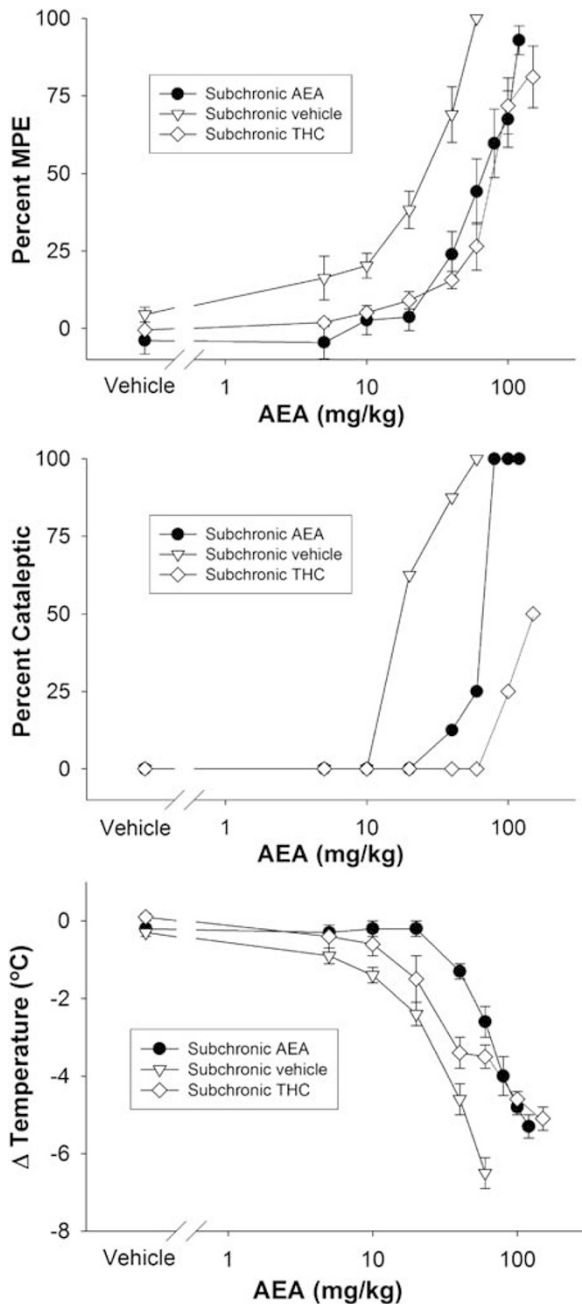 100
75
50
25
0
Percent MPE
Subchronic AEA
Subchronic vehicle
Subchronic THC
Vehicle 1 10 100
AEA (mg/kg)
100
75
50
25
0
Percent Cataleptic
Subchronic AEA
Subchronic vehicle
Subchronic THC
Vehicle 1 10 100
AEA (mg/kg)
0
-2
-4
-6
-8
Δ Temperature (°C)
Subchronic AEA
Subchronic vehicle
Subchronic THC
Vehicle 1 10 100
AEA (mg/kg)